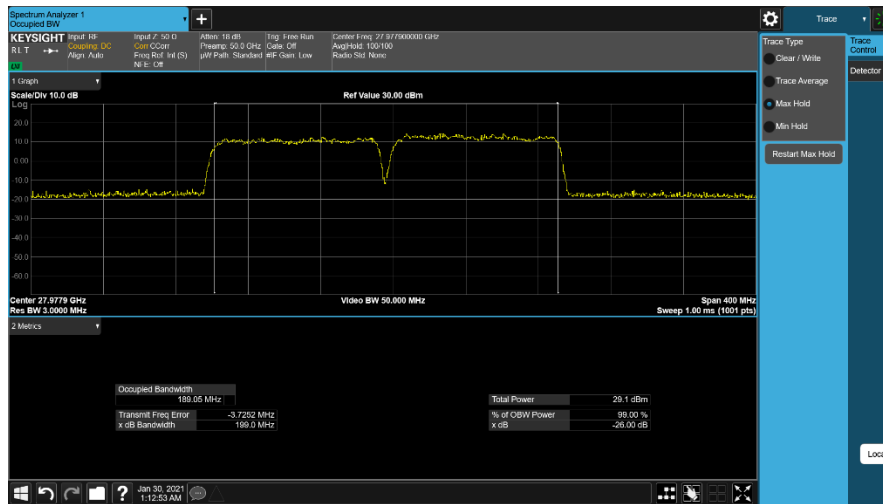 Spectrum Analyzer 1
Occupied BW
+
Trace
KEYSIGHT
Input: RF
Input Z: 50 Ω
Atten: 18 dB
Trig: Free Run
Center Freq: 27.977900000 GHz
RLT
Coupling: DC
Corr CCorr
Preamp: 50.0 GHz
Gate: Off
Avg|Hold: 100/100
Align: Auto
Freq Ref: Int (S)
µW Path: Standard
#IF Gain: Low
Radio Std: None
NFE: Off
Trace Type
Clear / Write
Trace Average
Max Hold
Min Hold
Restart Max Hold
Trace Control
Detector
1 Graph
Scale/Div 10.0 dB
Ref Value 30.00 dBm
Log
20.0
10.0
0.00
-10.0
-20.0
-30.0
-40.0
-50.0
-60.0
Center 27.9779 GHz
Video BW 50.000 MHz
Span 400 MHz
Res BW 3.0000 MHz
Sweep 1.00 ms (1001 pts)
2 Metrics
Occupied Bandwidth
189.05 MHz
Total Power 29.1 dBm
Transmit Freq Error -3.7252 MHz
% of OBW Power 99.00 %
x dB Bandwidth 199.0 MHz
x dB -26.00 dB
?
Jan 30, 2021
1:12:53 AM